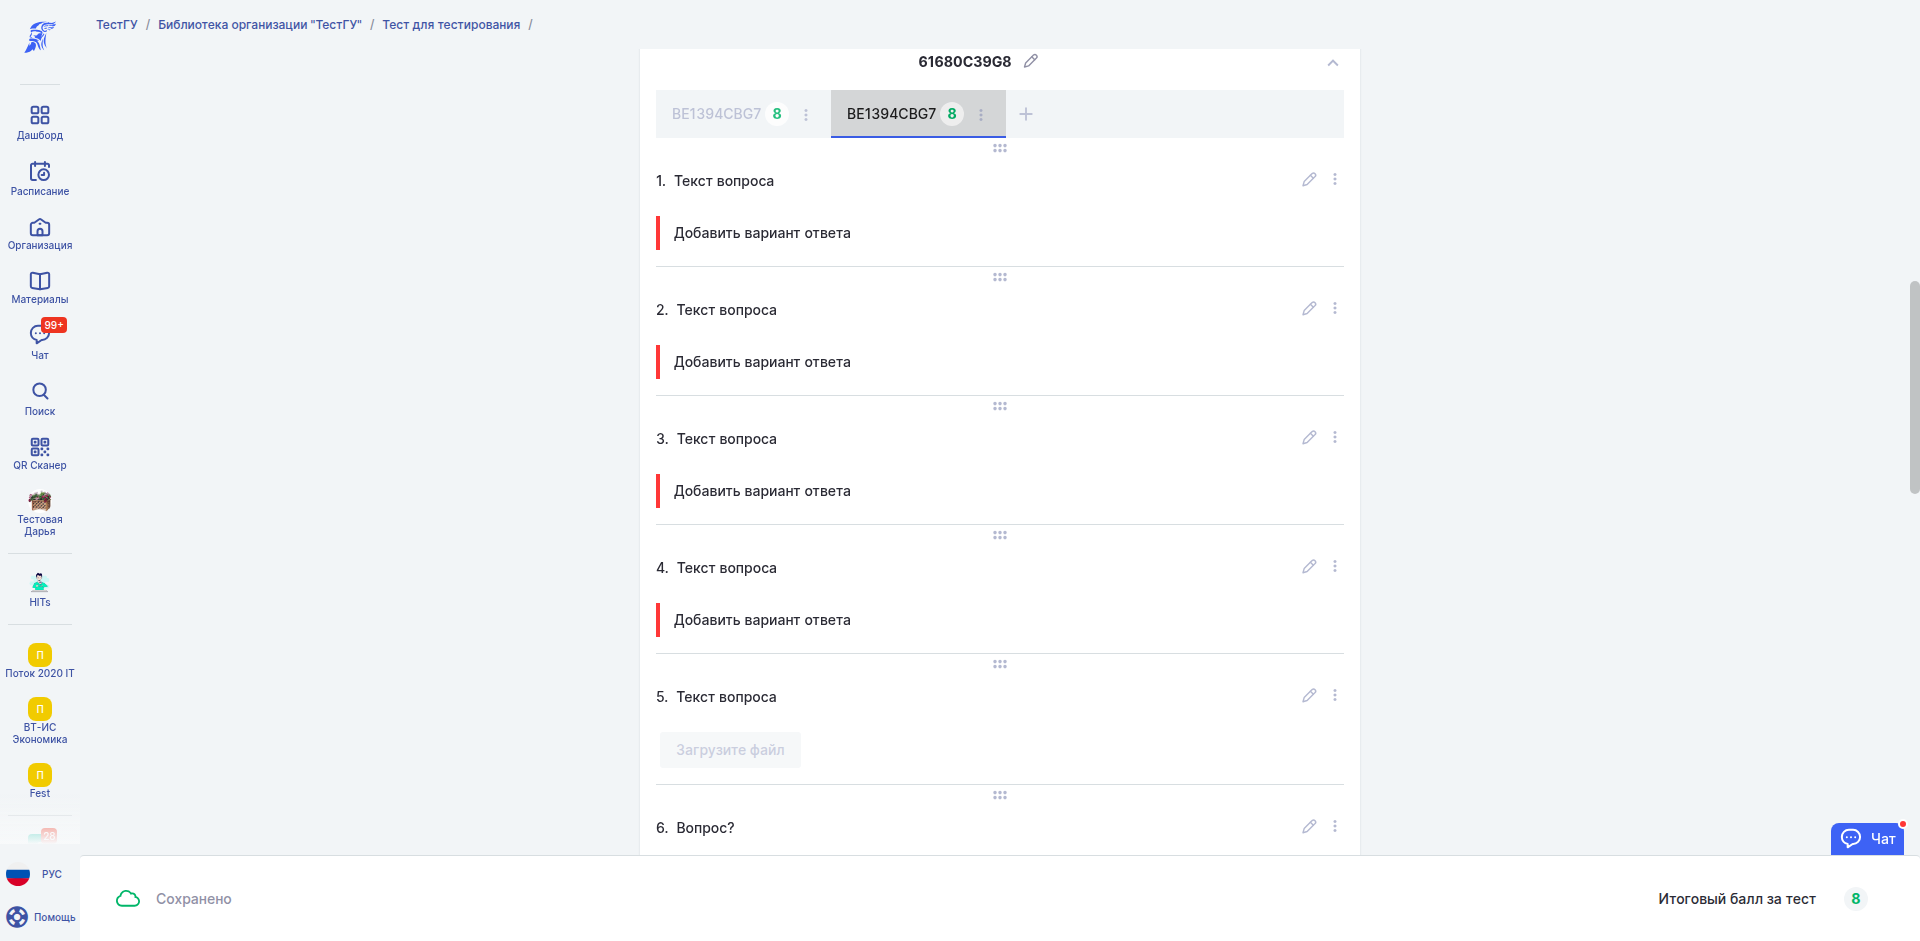 ТестГУ / Библиотека организации "ТестГУ" / Тест для тестирования /
Дашборд
Расписание
Организация
Материалы
99+
Чат
Поиск
QR Сканер
Тестовая
Дарья
HITs
П
Поток 2020 IT
П
ВТ-ИС
Экономика
П
Fest
28
РУС
Помощь
61680C39G8
BE1394CBG7 8
BE1394CBG7 8
1. Текст вопроса
Добавить вариант ответа
2. Текст вопроса
Добавить вариант ответа
3. Текст вопроса
Добавить вариант ответа
4. Текст вопроса
Добавить вариант ответа
5. Текст вопроса
Загрузите файл
6. Вопрос?
Чат
Сохранено
Итоговый балл за тест 8